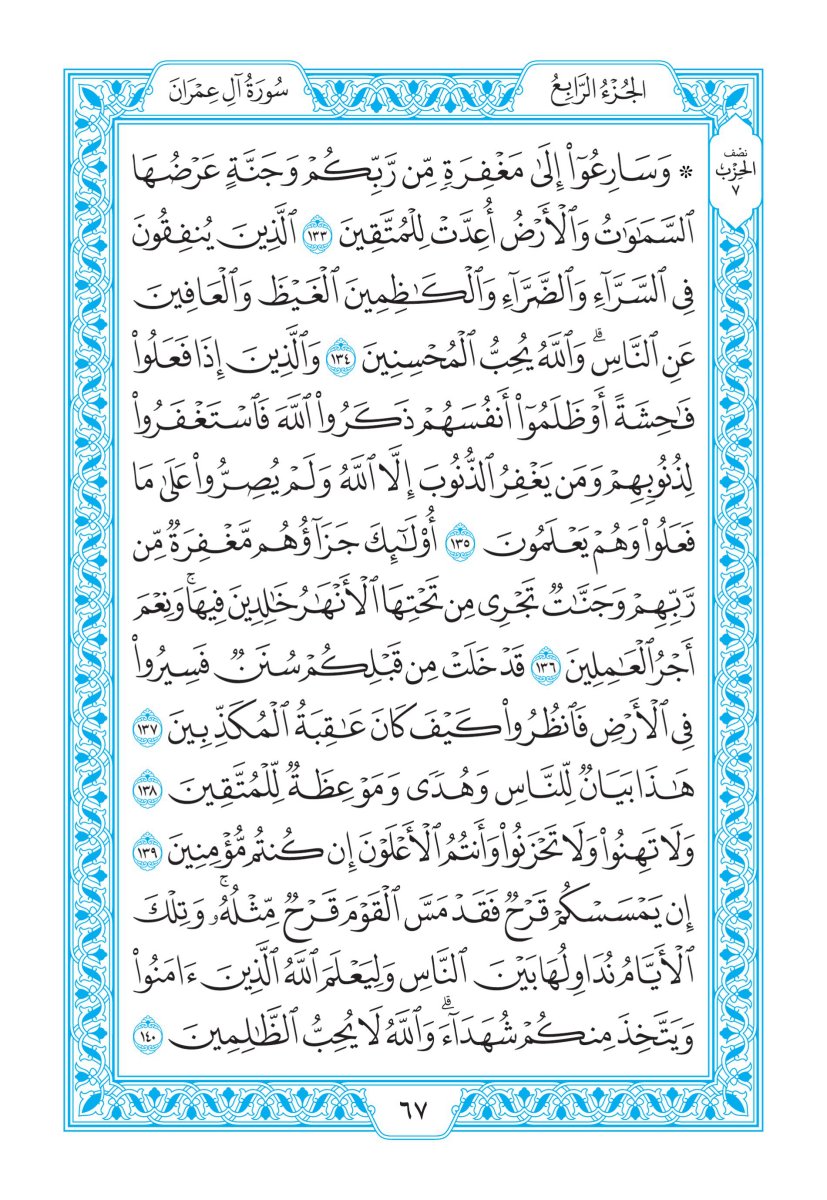 الجُزْءُ الرَّابِعُ
سُورَةُ آلِ عِمْرَان
نصف
الحِزْب
٧
* وَسَارِعُوٓا۟ إِلَىٰ مَغْفِرَةٍ مِّن رَّبِّكُمْ وَجَنَّةٍ عَرْضُهَا
ٱلسَّمَٰوَٰتُ وَٱلْأَرْضُ أُعِدَّتْ لِلْمُتَّقِينَ ١٣٣ ٱلَّذِينَ يُنفِقُونَ
فِى ٱلسَّرَّآءِ وَٱلضَّرَّآءِ وَٱلْكَٰظِمِينَ ٱلْغَيْظَ وَٱلْعَافِينَ
عَنِ ٱلنَّاسِ ۗ وَٱللَّهُ يُحِبُّ ٱلْمُحْسِنِينَ ١٣٤ وَٱلَّذِينَ إِذَا فَعَلُوا۟
فَٰحِشَةً أَوْ ظَلَمُوٓا۟ أَنفُسَهُمْ ذَكَرُوا۟ ٱللَّهَ فَٱسْتَغْفَرُوا۟
لِذُنُوبِهِمْ وَمَن يَغْفِرُ ٱلذُّنُوبَ إِلَّا ٱللَّهُ وَلَمْ يُصِرُّوا۟ عَلَىٰ مَا
فَعَلُوا۟ وَهُمْ يَعْلَمُونَ ١٣٥ أُو۟لَٰٓئِكَ جَزَآؤُهُم مَّغْفِرَةٌ مِّن
رَّبِّهِمْ وَجَنَّٰتٌ تَجْرِى مِن تَحْتِهَا ٱلْأَنْهَٰرُ خَٰلِدِينَ فِيهَا ۚ وَنِعْمَ
أَجْرُ ٱلْعَٰمِلِينَ ١٣٦ قَدْ خَلَتْ مِن قَبْلِكُمْ سُنَنٌ فَسِيرُوا۟
فِى ٱلْأَرْضِ فَٱنظُرُوا۟ كَيْفَ كَانَ عَٰقِبَةُ ٱلْمُكَذِّبِينَ ١٣٧
هَٰذَا بَيَانٌ لِّلنَّاسِ وَهُدًى وَمَوْعِظَةٌ لِّلْمُتَّقِينَ ١٣٨
وَلَا تَهِنُوا۟ وَلَا تَحْزَنُوا۟ وَأَنتُمُ ٱلْأَعْلَوْنَ إِن كُنتُم مُّؤْمِنِينَ ١٣٩
إِن يَمْسَسْكُمْ قَرْحٌ فَقَدْ مَسَّ ٱلْقَوْمَ قَرْحٌ مِّثْلُهُۥ ۚ وَتِلْكَ
ٱلْأَيَّامُ نُدَاوِلُهَا بَيْنَ ٱلنَّاسِ وَلِيَعْلَمَ ٱللَّهُ ٱلَّذِينَ ءَامَنُوا۟
وَيَتَّخِذَ مِنكُمْ شُهَدَآءَ ۗ وَٱللَّهُ لَا يُحِبُّ ٱلظَّٰلِمِينَ ١٤٠
٦٧